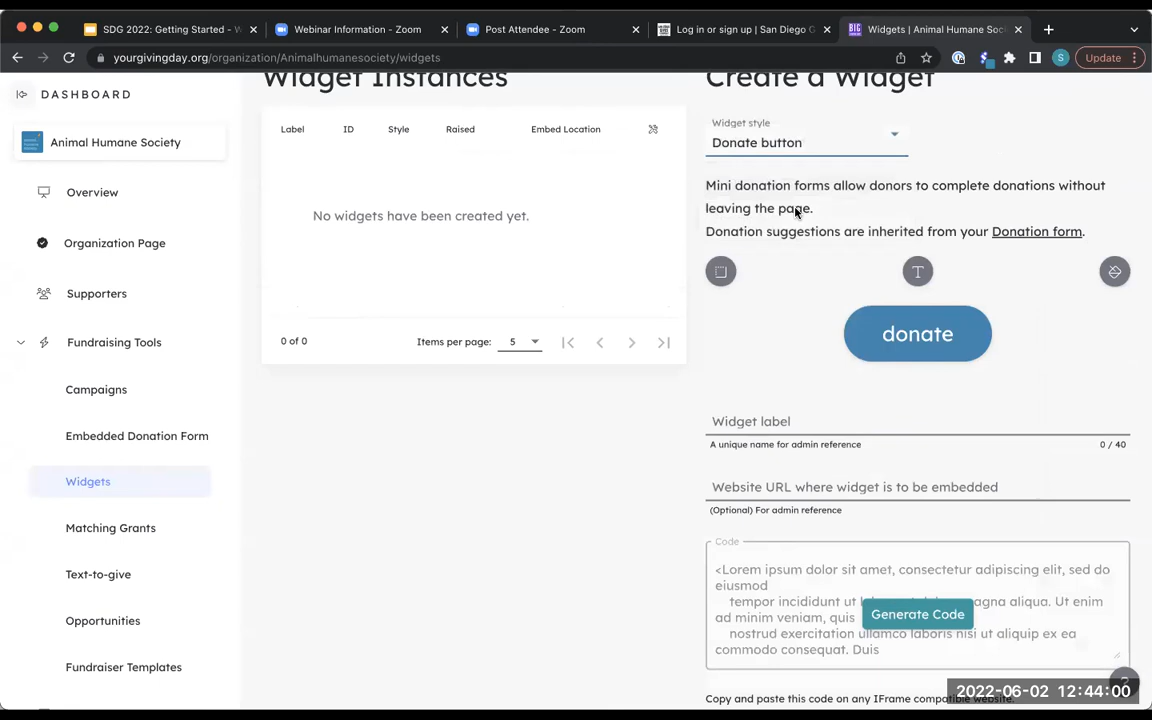 SDG 2022: Getting Started - W
Webinar Information - Zoom
Post Attendee - Zoom
Log in or sign up | San Diego G
BIG
Widgets | Animal Humane Soci
yourgivingday.org/organization/Animalhumanesociety/widgets
S
Update
DASHBOARD
Animal Humane Society
Overview
Organization Page
Supporters
Fundraising Tools
Campaigns
Embedded Donation Form
Widgets
Matching Grants
Text-to-give
Opportunities
Fundraiser Templates
Widget Instances
Label ID Style Raised Embed Location
No widgets have been created yet.
0 of 0 Items per page: 5
Create a Widget
Widget style
Donate button
Mini donation forms allow donors to complete donations without
leaving the page.
Donation suggestions are inherited from your Donation form.
T
donate
Widget label
A unique name for admin reference 0 / 40
Website URL where widget is to be embedded
(Optional) For admin reference
Code
<Lorem ipsum dolor sit amet, consectetur adipiscing elit, sed do
eiusmod
tempor incididunt ut agna aliqua. Ut enim
ad minim veniam, quis
Generate Code
nostrud exercitation ullamco laboris nisi ut aliquip ex ea
commodo consequat. Duis
?
2022-06-02 12:44:00
Copy and paste this code on any IFrame compatible website.